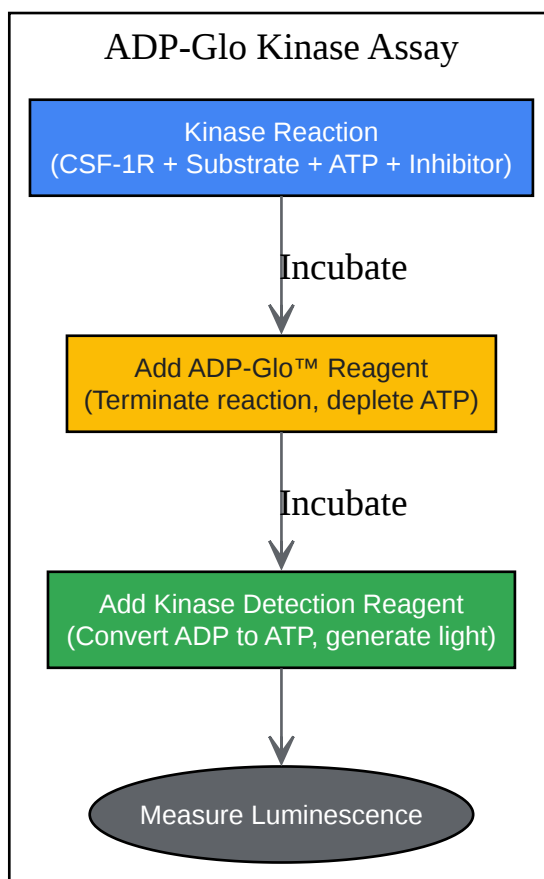 ADP-Glo Kinase Assay
Kinase Reaction
(CSF-1R + Substrate + ATP + Inhibitor)
Incubate
Add ADP-Glo™ Reagent
(Terminate reaction, deplete ATP)
Incubate
Add Kinase Detection Reagent
(Convert ADP to ATP, generate light)
Measure Luminescence